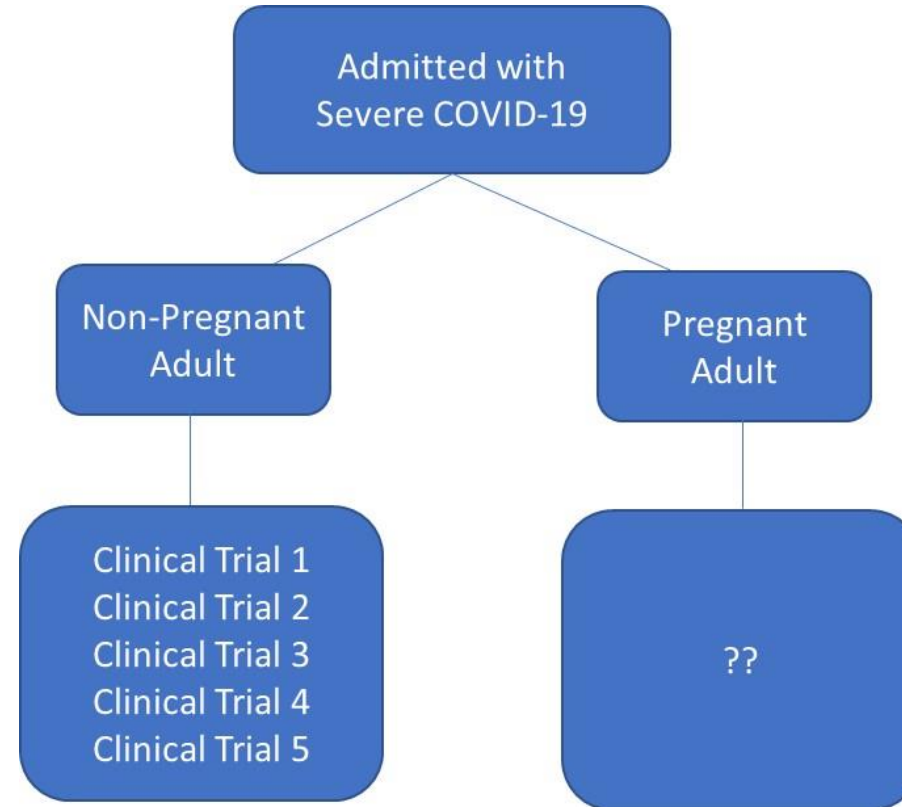 Admitted with
Severe COVID-19
Non-Pregnant
Adult
Pregnant
Adult
Clinical Trial 1
Clinical Trial 2
Clinical Trial 3
Clinical Trial 4
Clinical Trial 5
??